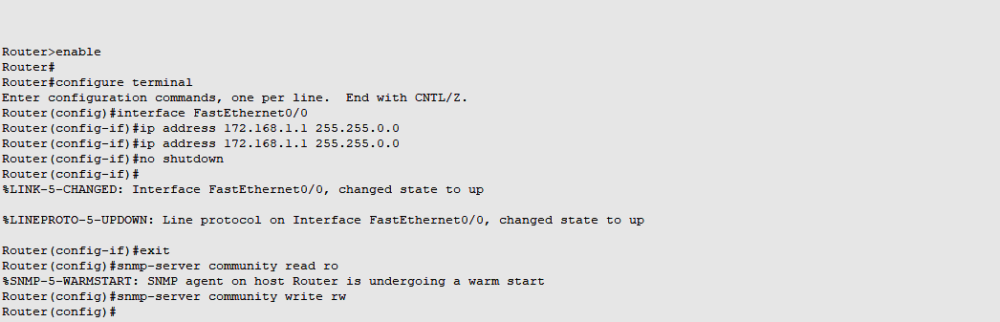 Router>enable
Router#
Router#configure terminal
Enter configuration commands, one per line.  End with CNTL/Z.
Router(config)#interface FastEthernet0/0
Router(config-if)#ip address 172.168.1.1 255.255.0.0
Router(config-if)#ip address 172.168.1.1 255.255.0.0
Router(config-if)#no shutdown
Router(config-if)#
%LINK-5-CHANGED: Interface FastEthernet0/0, changed state to up
%LINEPROTO-5-UPDOWN: Line protocol on Interface FastEthernet0/0, changed state to up
Router(config-if)#exit
Router(config)#snmp-server community read ro
%SNMP-5-WARMSTART: SNMP agent on host Router is undergoing a warm start
Router(config)#snmp-server community write rw
Router(config)#